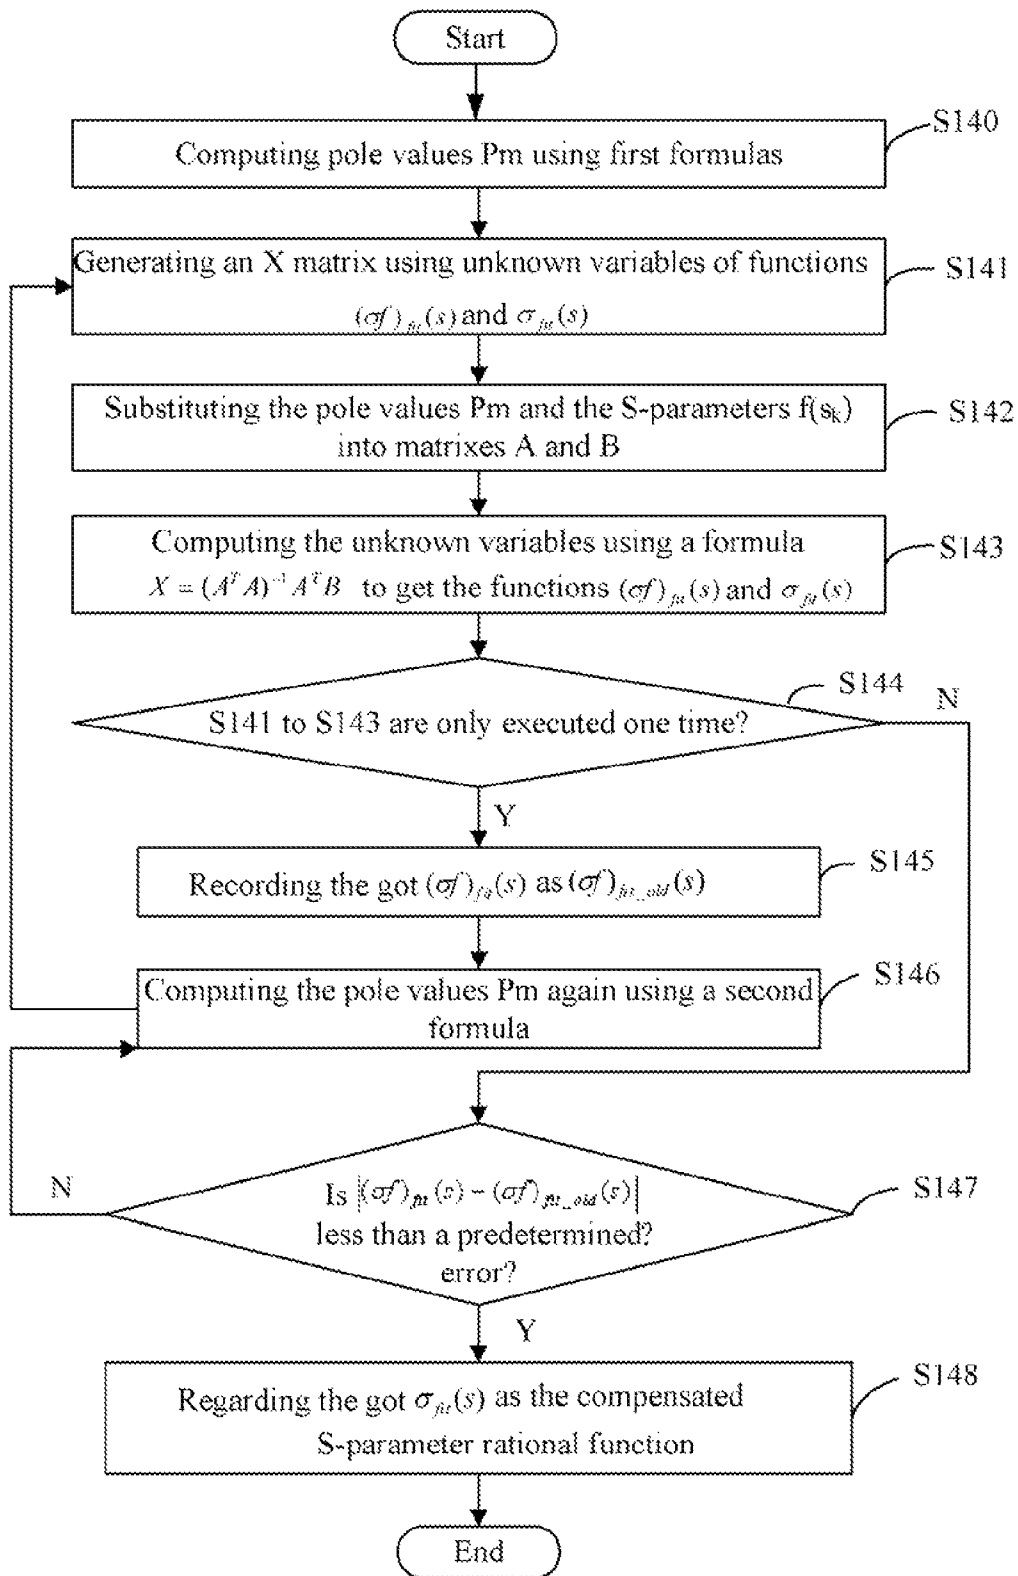 Start
Computing pole values Pm using first formulas
S140
Generating an X matrix using unknown variables of functions
(σf)fit(s) and σfit(s)
S141
Substituting the pole values Pm and the S-parameters f(sk)
into matrixes A and B
S142
Computing the unknown variables using a formula
X = (AᵀA)⁻¹AᵀB to get the functions (σf)fit(s) and σfit(s)
S143
S141 to S143 are only executed one time?
S144
N
Y
Recording the got (σf)fit(s) as (σf)fit_old(s)
S145
Computing the pole values Pm again using a second
formula
S146
Is |(σf)fit(s) − (σf)fit_old(s)|
less than a predetermined?
error?
S147
N
Y
Regarding the got σfit(s) as the compensated
S-parameter rational function
S148
End